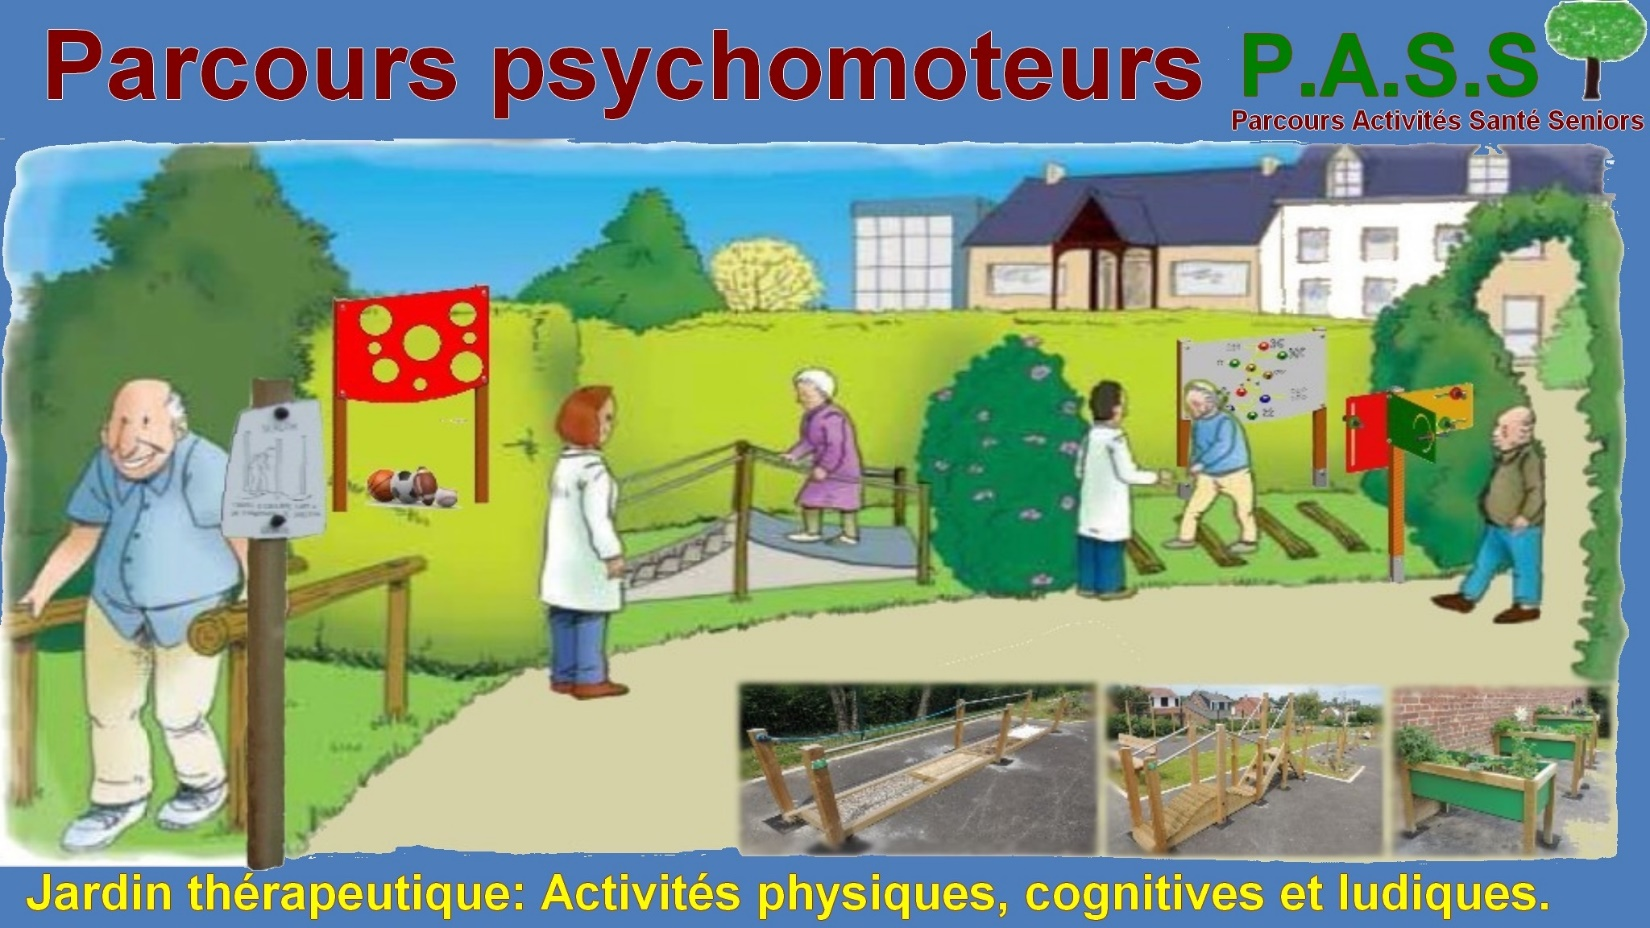 Parcours psychomoteurs P.A.S.S
Parcours Activités Santé Seniors
Jardin thérapeutique: Activités physiques, cognitives et ludiques.